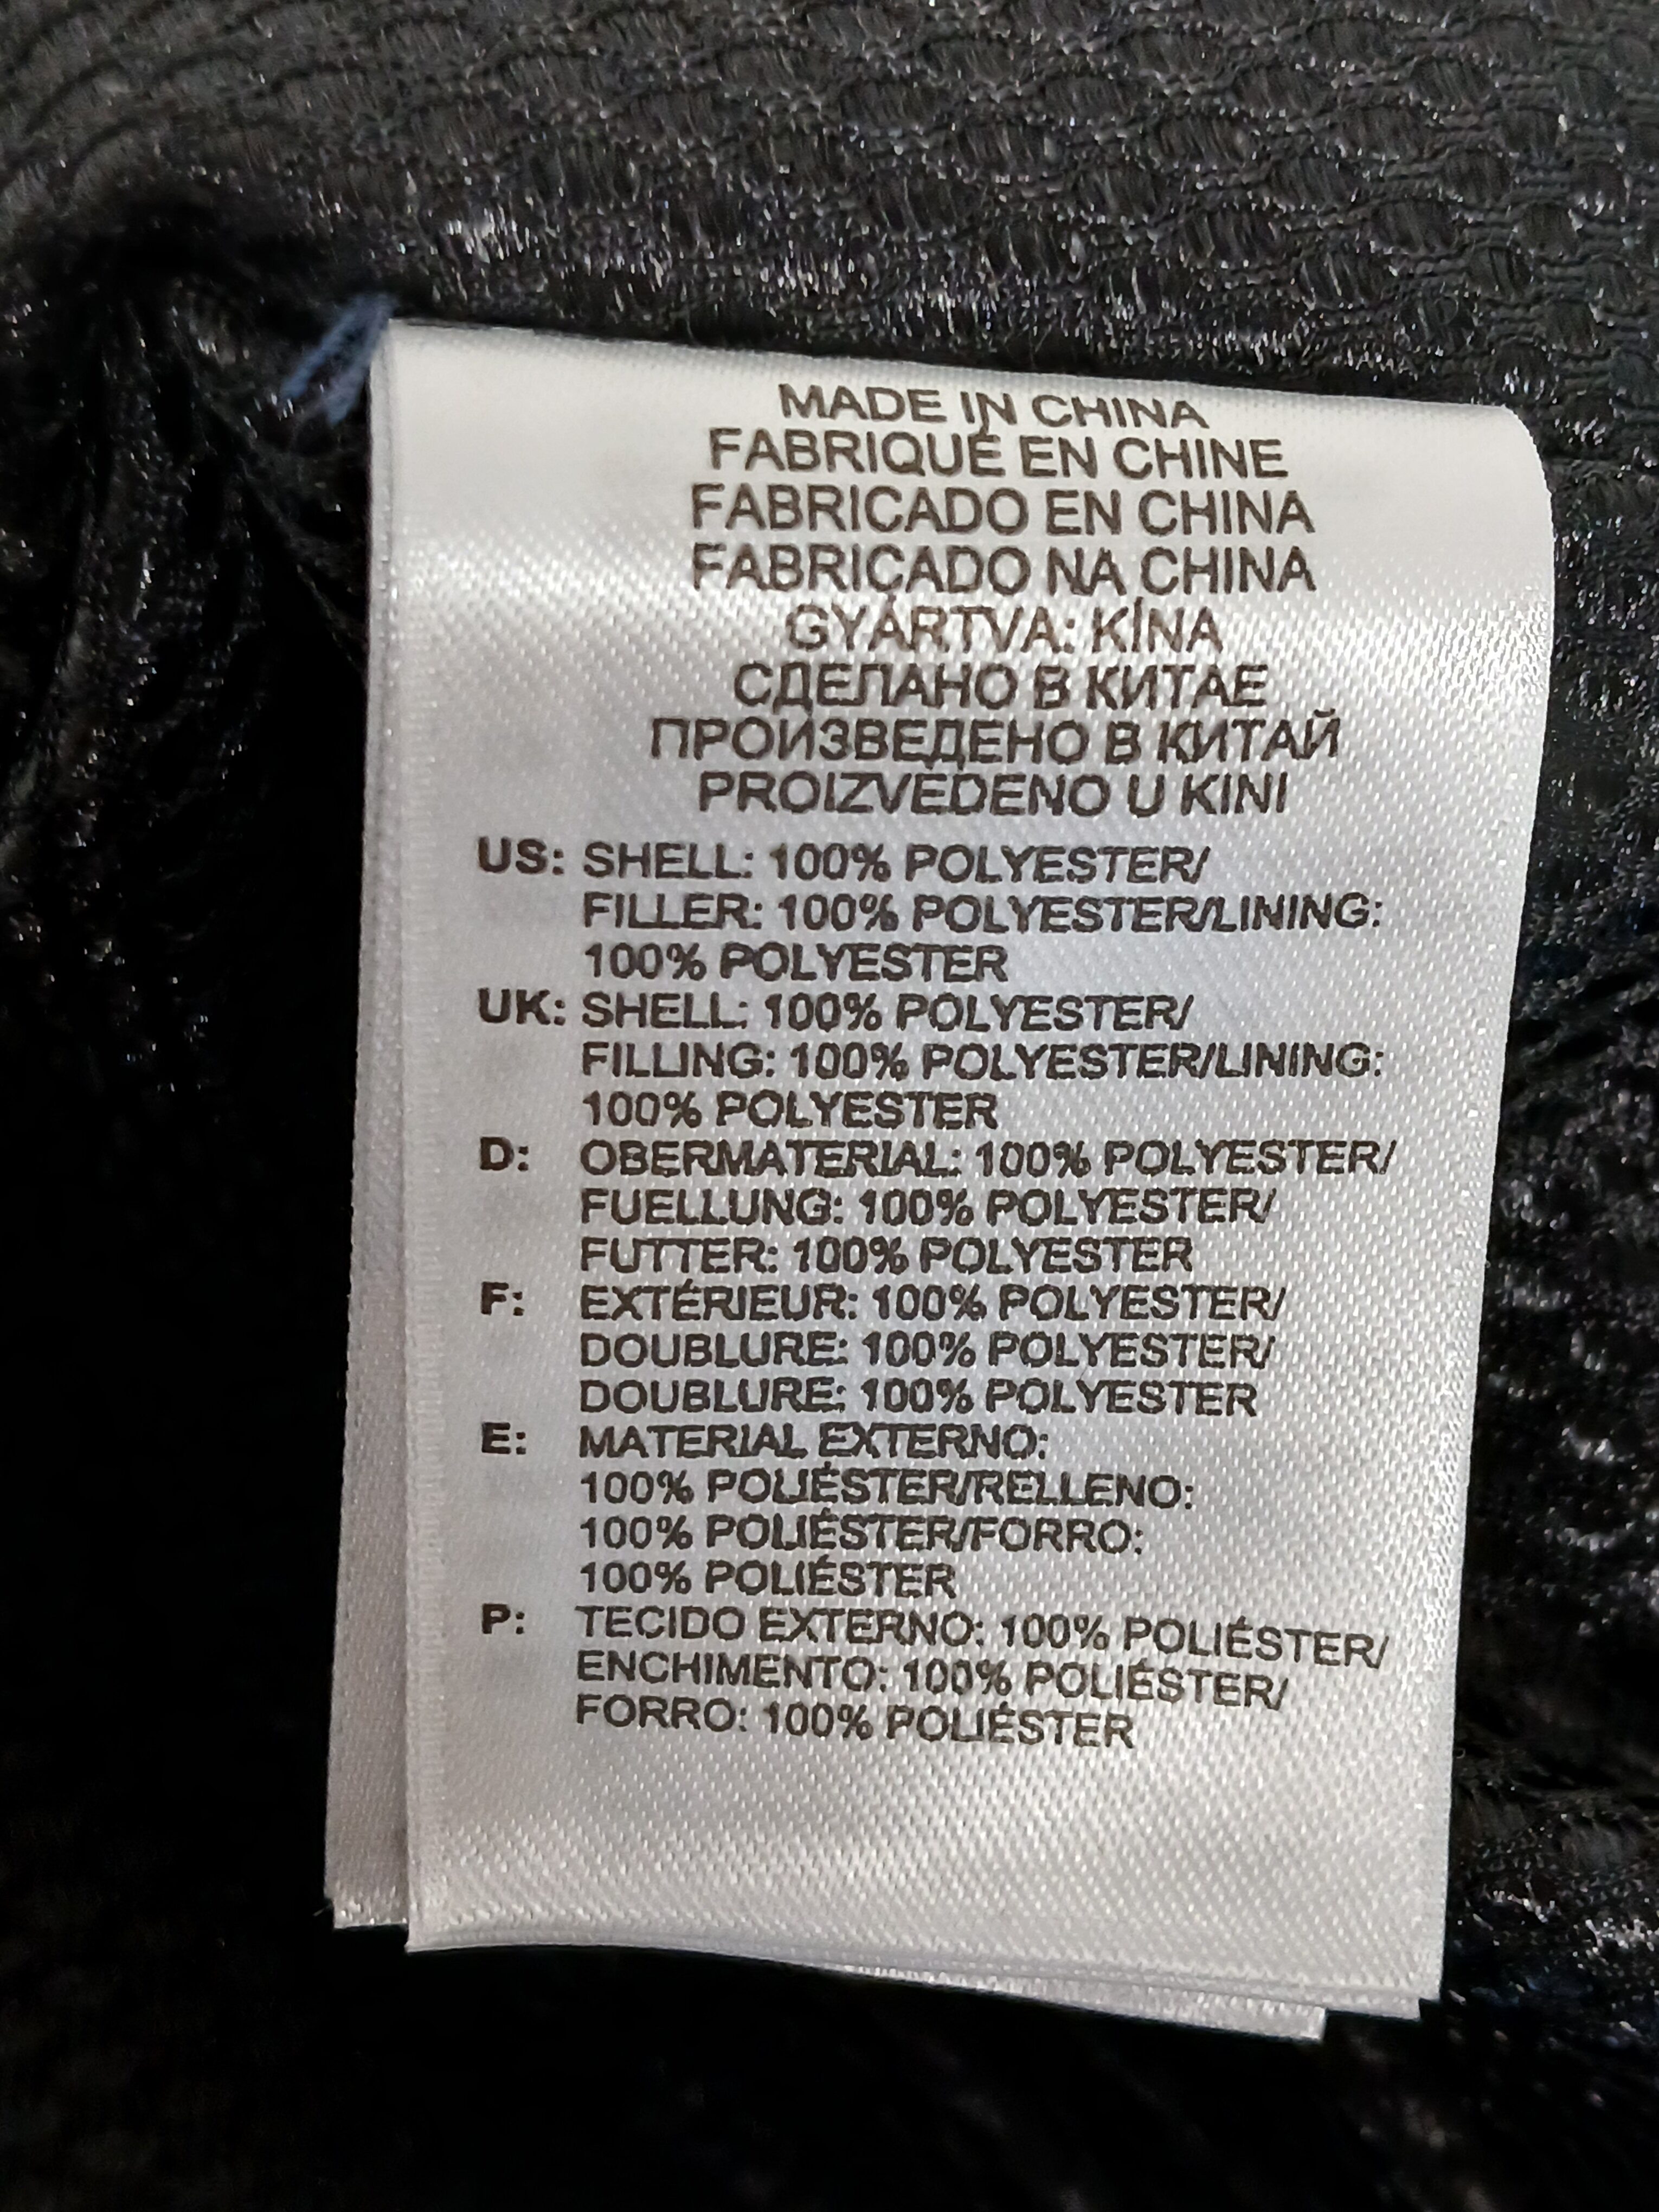 MADE IN CHINA
FABRIQUÉ EN CHINE
FABRICADO EN CHINA
FABRICADO NA CHINA
GYÁRTVA: KÍNA
СДЕЛАНО В КИТАЕ
ПРОИЗВЕДЕНО В КИТАЙ
PROIZVEDENO U KINI
US: SHELL: 100% POLYESTER/
FILLER: 100% POLYESTER/LINING:
100% POLYESTER
UK: SHELL: 100% POLYESTER/
FILLING: 100% POLYESTER/LINING:
100% POLYESTER
D: OBERMATERIAL: 100% POLYESTER/
FUELLUNG: 100% POLYESTER/
FUTTER: 100% POLYESTER
F: EXTÉRIEUR: 100% POLYESTER/
DOUBLURE: 100% POLYESTER/
DOUBLURE: 100% POLYESTER
E: MATERIAL EXTERNO:
100% POLIÉSTER/RELLENO:
100% POLIÉSTER/FORRO:
100% POLIÉSTER
P: TECIDO EXTERNO: 100% POLIÉSTER/
ENCHIMENTO: 100% POLIÉSTER/
FORRO: 100% POLIÉSTER